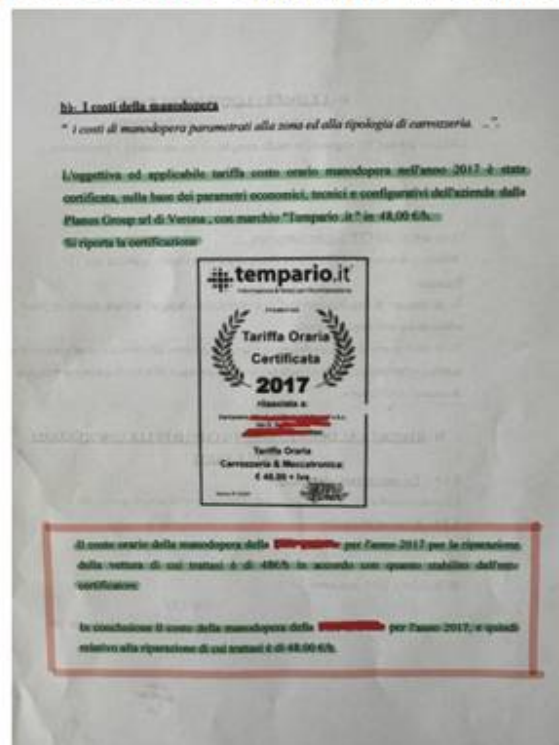 b)- I costi della manodopera
" i costi di manodopera parametrati alla zona ed alla tipologia di carrozzeria. ..".
L'oggettiva ed applicabile tariffa costo orario manodopera nell'anno 2017 è stata
certificata, sulla base dei parametri economici, tecnici e configurativi dell'azienda dalla
Planus Group srl di Verona , con marchio "Tempario .it " in 48,00 €/h.
Si riporta la certificazione
tempario.it
Tariffa Oraria
Certificata
2017
rilasciata a:
Tariffa Oraria
Carrozzeria & Meccatronica:
€ 48,00 + Iva
Il costo orario della manodopera della per l'anno 2017 per la riparazione
della vettura di cui trattasi è di 48€/h in accordo con quanto stabilito dall'ente
certificatore
In conclusione il costo della manodopera della per l'anno 2017, e quindi
relativo alla riparazione di cui trattasi è di 48.00 €/h.